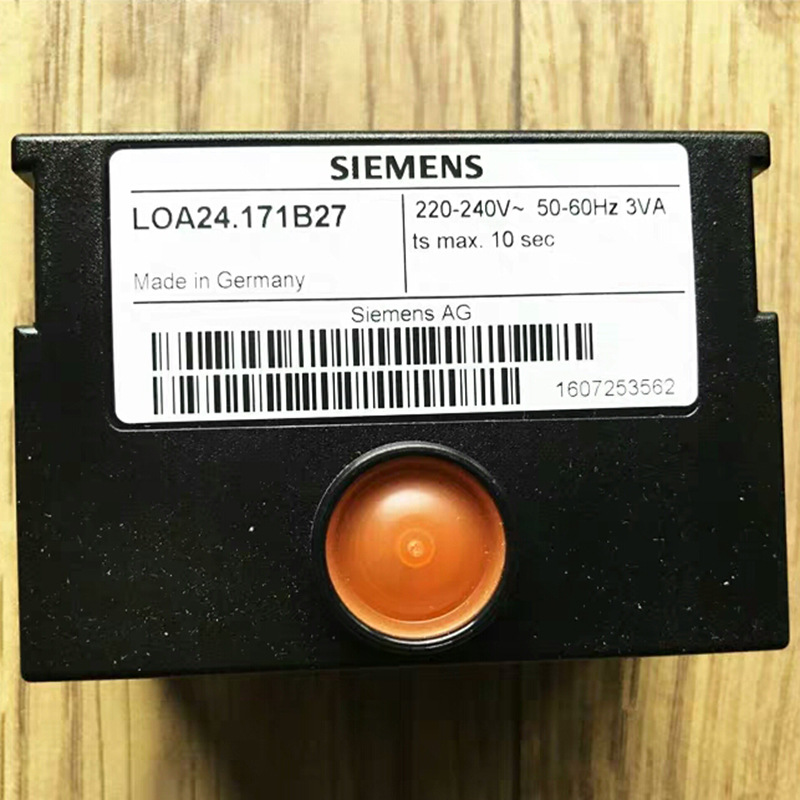 SIEMENS
LOA24.171B27
220-240V~ 50-60Hz 3VA
ts max. 10 sec
Made in Germany
Siemens AG
1607253562